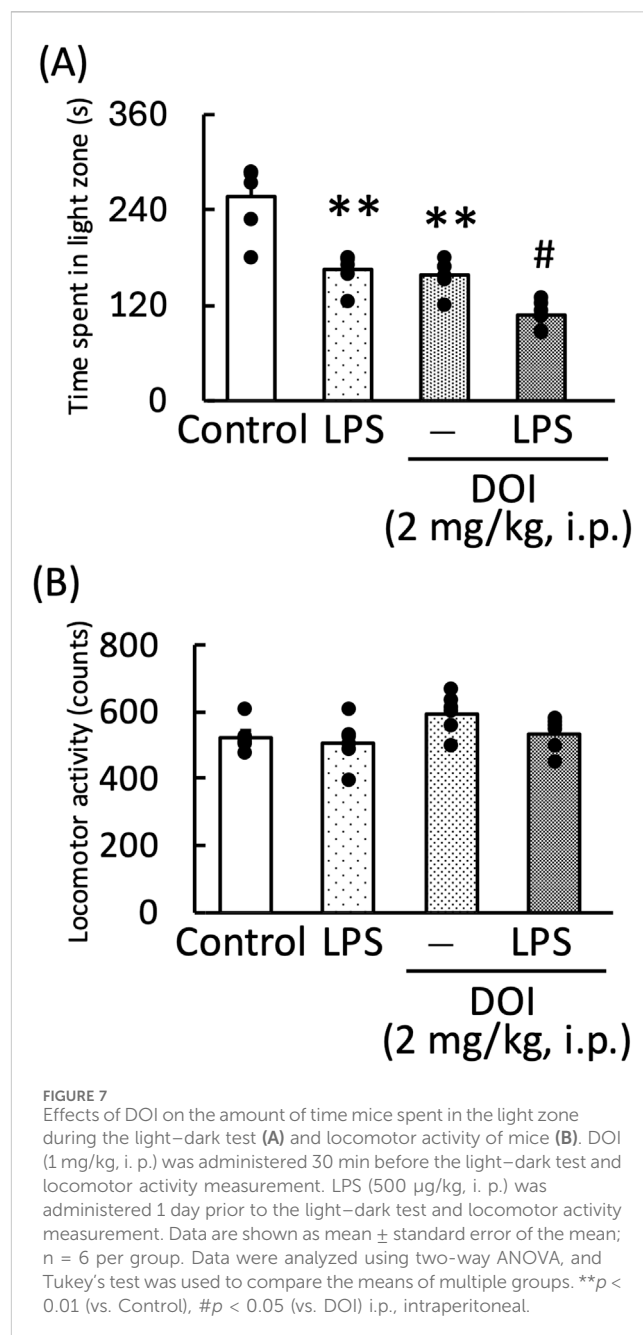 (A)
Time spent in light zone (s)
360
240
120
0
**
**
#
Control LPS – LPS
DOI
(2 mg/kg, i.p.)
(B)
Locomotor activity (counts)
800
600
400
200
0
Control LPS – LPS
DOI
(2 mg/kg, i.p.)
FIGURE 7
Effects of DOI on the amount of time mice spent in the light zone
during the light–dark test (A) and locomotor activity of mice (B). DOI
(1 mg/kg, i. p.) was administered 30 min before the light–dark test and
locomotor activity measurement. LPS (500 μg/kg, i. p.) was
administered 1 day prior to the light–dark test and locomotor activity
measurement. Data are shown as mean ± standard error of the mean;
n = 6 per group. Data were analyzed using two-way ANOVA, and
Tukey’s test was used to compare the means of multiple groups. **p <
0.01 (vs. Control), #p < 0.05 (vs. DOI) i.p., intraperitoneal.